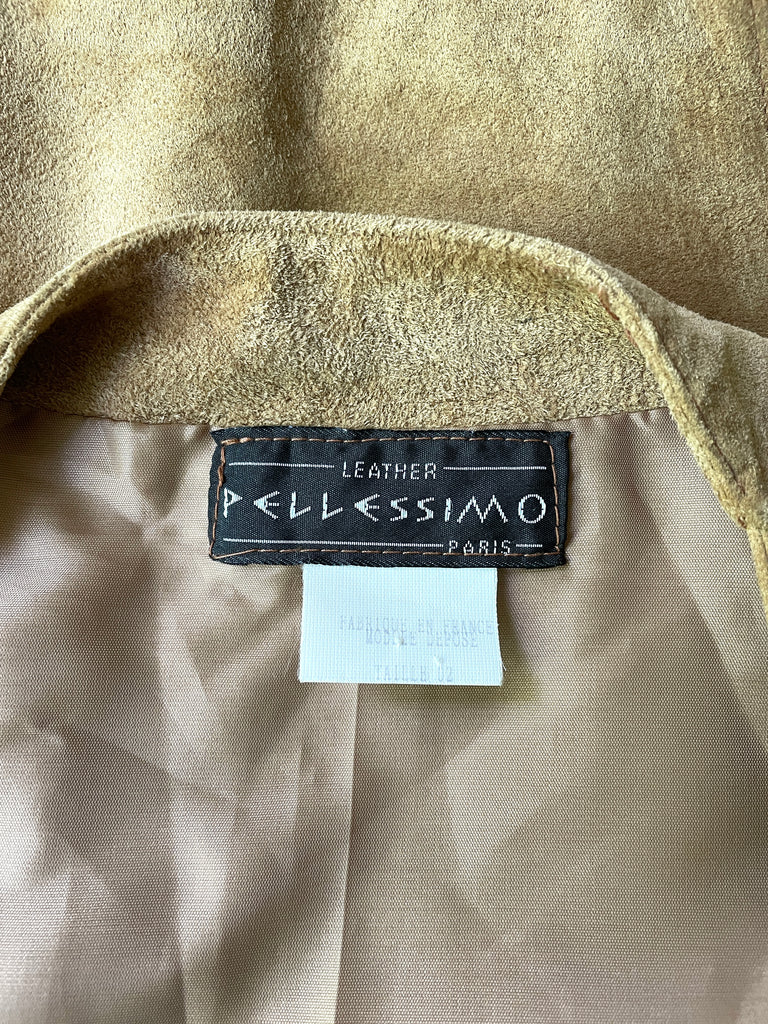 LEATHER
PELLESSIMO
PARIS
FABRIQUE EN FRANCE
MODELE DEPOSE
TAILLE 02